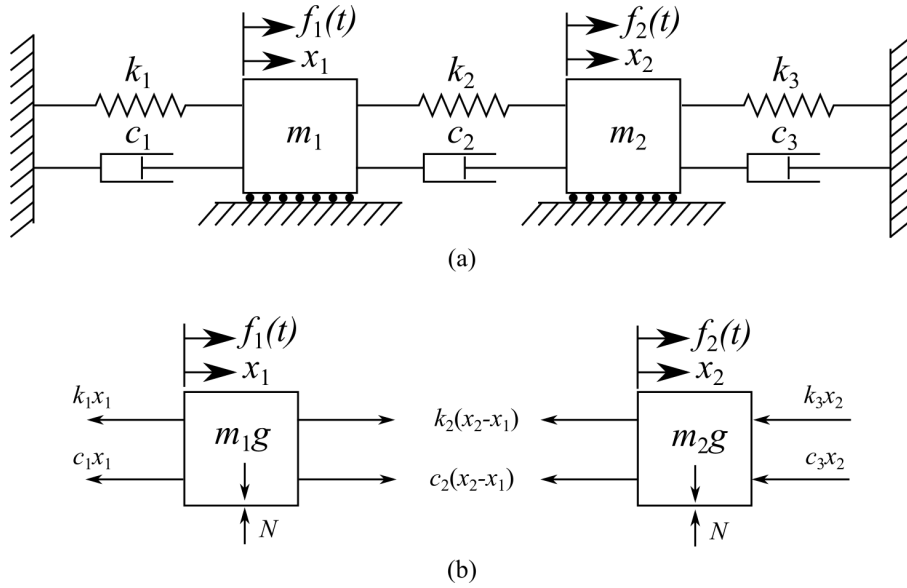 f₁(t) f₂(t)
x₁ x₂
k₁ k₂ k₃
c₁ m₁ c₂ m₂ c₃
(a)
f₁(t) f₂(t)
x₁ x₂
k₁x₁ k₂(x₂-x₁) k₃x₂
m₁g m₂g
c₁x₁ c₂(x₂-x₁) c₃x₂
N N
(b)